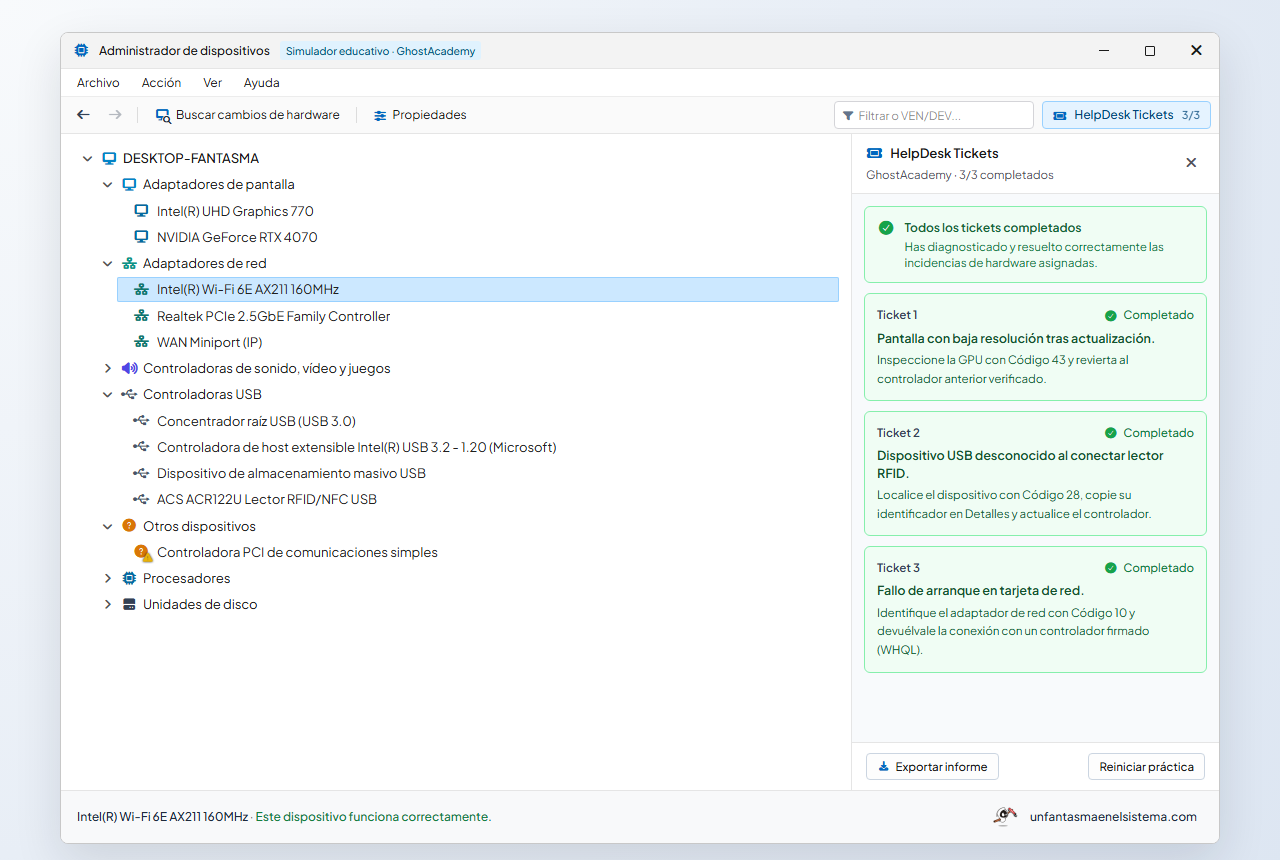 Administrador de dispositivos
Simulador educativo · GhostAcademy
Archivo
Acción
Ver
Ayuda
Buscar cambios de hardware
Propiedades
Filtrar o VEN/DEV...
HelpDesk Tickets 3/3
DESKTOP-FANTASMA
Adaptadores de pantalla
Intel(R) UHD Graphics 770
NVIDIA GeForce RTX 4070
Adaptadores de red
Intel(R) Wi-Fi 6E AX211 160MHz
Realtek PCIe 2.5GbE Family Controller
WAN Miniport (IP)
Controladoras de sonido, vídeo y juegos
Controladoras USB
Concentrador raíz USB (USB 3.0)
Controladora de host extensible Intel(R) USB 3.2 - 1.20 (Microsoft)
Dispositivo de almacenamiento masivo USB
ACS ACR122U Lector RFID/NFC USB
Otros dispositivos
Controladora PCI de comunicaciones simples
Procesadores
Unidades de disco
HelpDesk Tickets
GhostAcademy · 3/3 completados
Todos los tickets completados
Has diagnosticado y resuelto correctamente las
incidencias de hardware asignadas.
Ticket 1
Completado
Pantalla con baja resolución tras actualización.
Inspeccione la GPU con Código 43 y revierta al
controlador anterior verificado.
Ticket 2
Completado
Dispositivo USB desconocido al conectar lector
RFID.
Localice el dispositivo con Código 28, copie su
identificador en Detalles y actualice el controlador.
Ticket 3
Completado
Fallo de arranque en tarjeta de red.
Identifique el adaptador de red con Código 10 y
devuélvale la conexión con un controlador firmado
(WHQL).
Exportar informe
Reiniciar práctica
Intel(R) Wi-Fi 6E AX211 160MHz · Este dispositivo funciona correctamente.
unfantasmaenelsistema.com